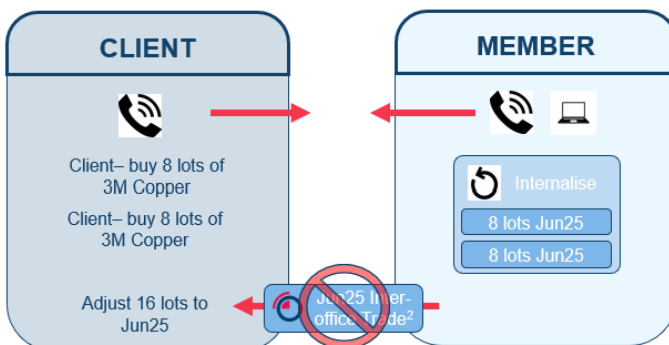 CLIENT
Client– buy 8 lots of
3M Copper
Client– buy 8 lots of
3M Copper
Adjust 16 lots to
Jun25
Jun25 Inter-
office Trade2
MEMBER
Internalise
8 lots Jun25
8 lots Jun25